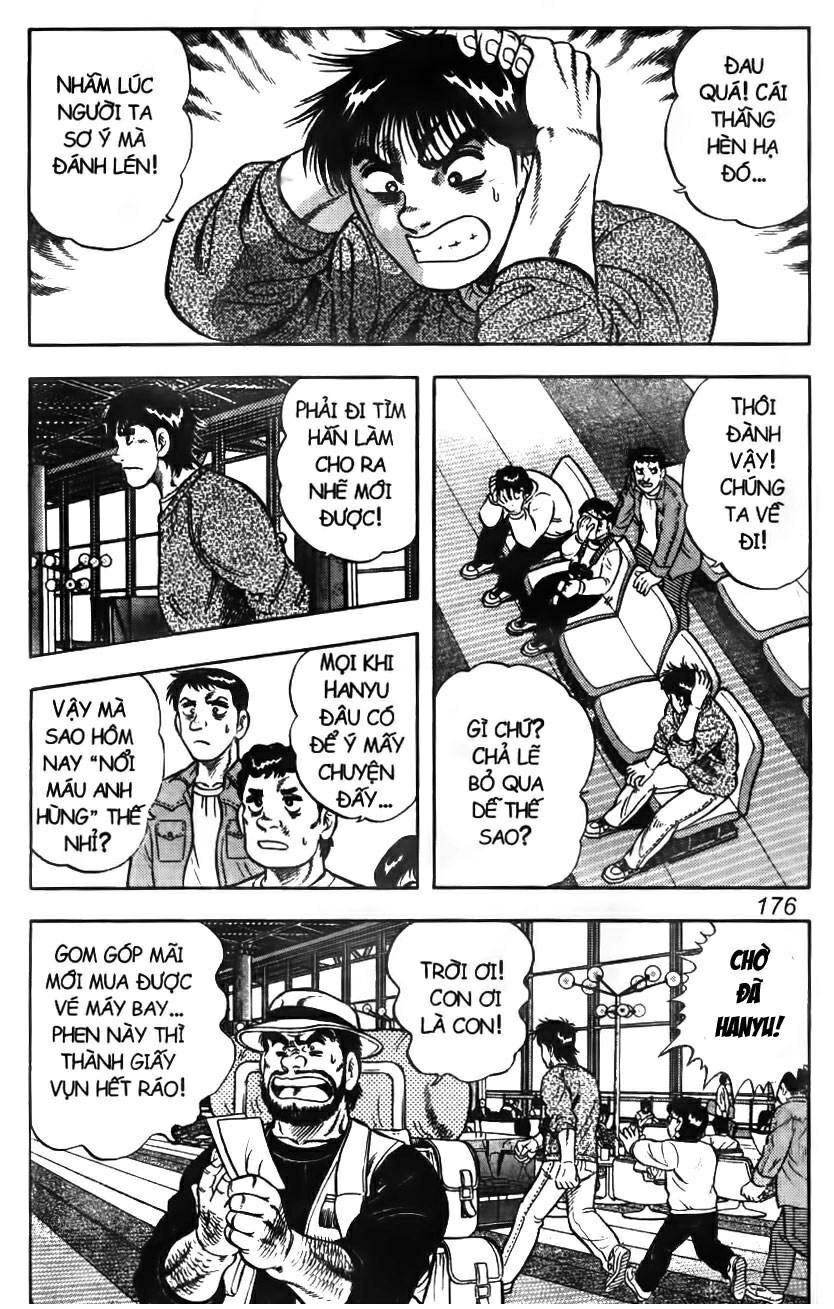 ĐAU
QUÁ! CÁI
THẰNG
HÈN HẠ
ĐÓ...
NHẰM LÚC
NGƯỜI TA
SƠ Ý MÀ
ĐÁNH LÉN!
THÔI
ĐÀNH
VẬY!
CHÚNG
TA VỀ
ĐI!
GÌ CHỨ?
CHẢ LẼ
BỎ QUA
DỄ THẾ
SAO?
PHẢI ĐI TÌM
HẮN LÀM
CHO RA
NHẼ MỚI
ĐƯỢC!
MỌI KHI
HANYU
ĐÂU CÓ
ĐỂ Ý MẤY
CHUYỆN
ĐẤY...
VẬY MÀ
SAO HÔM
NAY “NỔI
MÁU ANH
HÙNG” THẾ
NHỈ?
176
CHỜ
ĐÃ
HANYU!
TRỜI ƠI!
CON ƠI
LÀ CON!
GOM GÓP MÃI
MỚI MUA ĐƯỢC
VÉ MÁY BAY...
PHEN NÀY THÌ
THÀNH GIẤY
VỤN HẾT RÁO!